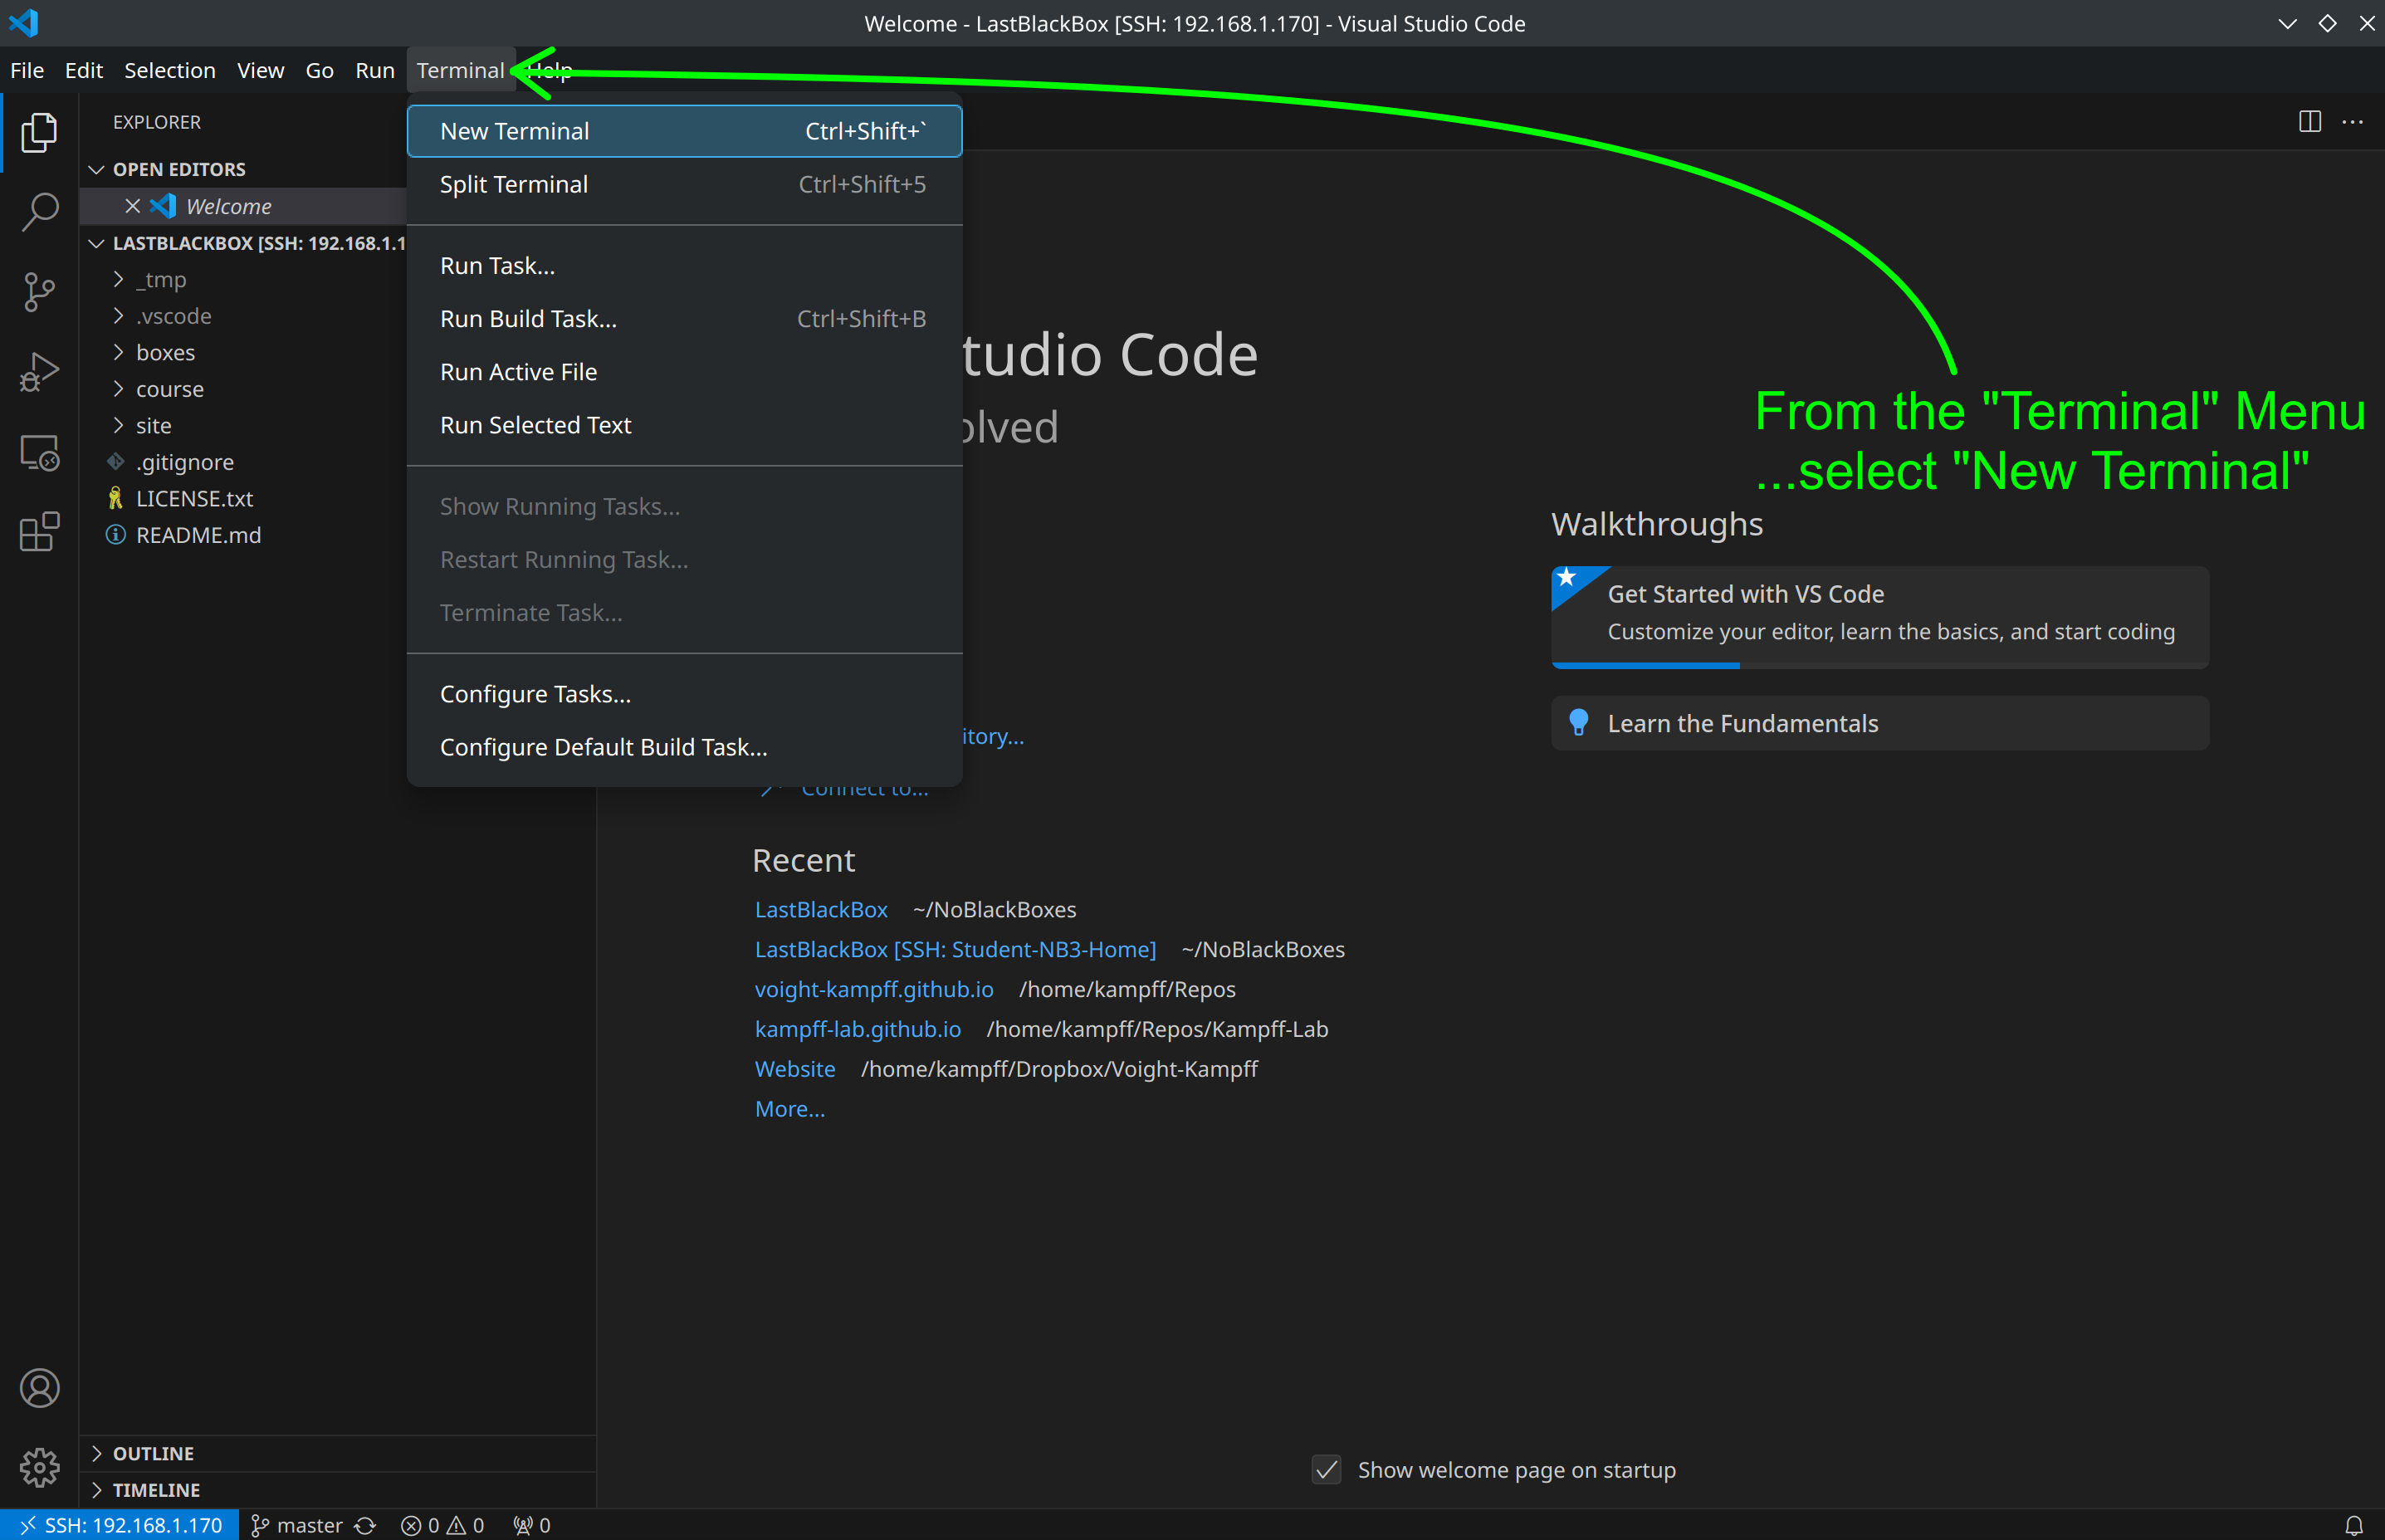 Welcome - LastBlackBox [SSH: 192.168.1.170] - Visual Studio Code
File Edit Selection View Go Run Terminal Help
EXPLORER
OPEN EDITORS
Welcome
LASTBLACKBOX [SSH: 192.168.1.1
_tmp
.vscode
boxes
course
site
.gitignore
LICENSE.txt
README.md
OUTLINE
TIMELINE
New Terminal Ctrl+Shift+`
Split Terminal Ctrl+Shift+5
Run Task...
Run Build Task... Ctrl+Shift+B
Run Active File
Run Selected Text
Show Running Tasks...
Restart Running Task...
Terminate Task...
Configure Tasks...
Configure Default Build Task...
tudio Code
olved
itory...
Connect to...
Recent
LastBlackBox ~/NoBlackBoxes
LastBlackBox [SSH: Student-NB3-Home] ~/NoBlackBoxes
voight-kampff.github.io /home/kampff/Repos
kampff-lab.github.io /home/kampff/Repos/Kampff-Lab
Website /home/kampff/Dropbox/Voight-Kampff
More...
From the "Terminal" Menu
...select "New Terminal"
Walkthroughs
Get Started with VS Code
Customize your editor, learn the basics, and start coding
Learn the Fundamentals
Show welcome page on startup
SSH: 192.168.1.170 master 0 0 0